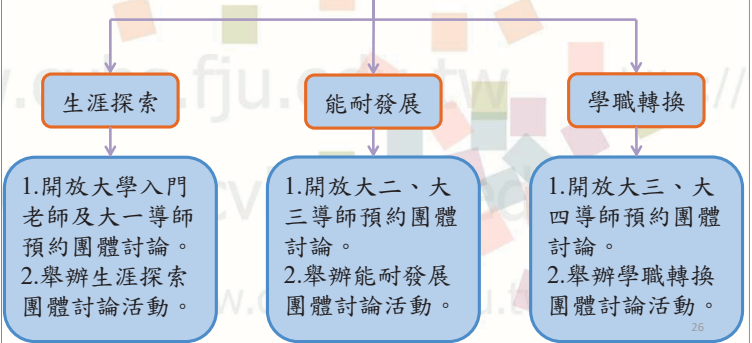 生涯探索
能耐發展
學職轉換
1.開放大學入門
老師及大一導師
預約團體討論。
2.舉辦生涯探索
團體討論活動。
1.開放大二、大
三導師預約團體
討論。
2.舉辦能耐發展
團體討論活動。
1.開放大三、大
四導師預約團體
討論。
2.舉辦學職轉換
團體討論活動。
26